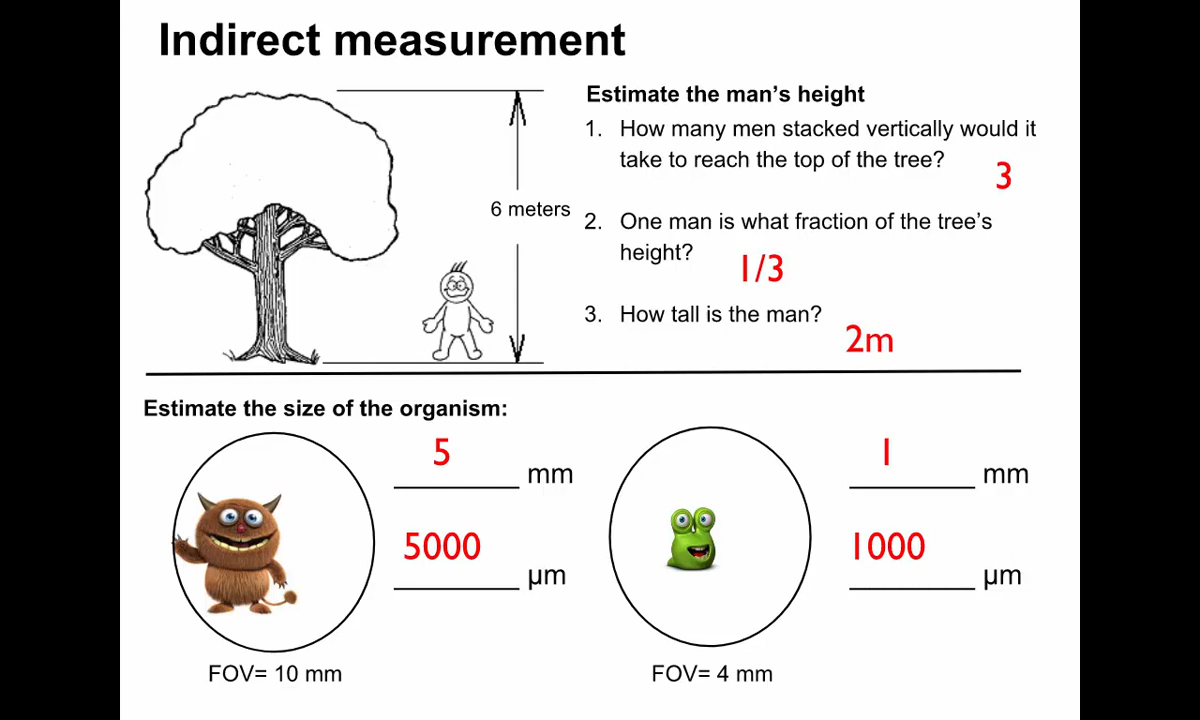 Indirect measurement
6 meters
Estimate the man's height
1. How many men stacked vertically would it
take to reach the top of the tree?
3
2. One man is what fraction of the tree's
height?
1/3
3. How tall is the man?
2m
Estimate the size of the organism:
5
mm
5000
µm
FOV= 10 mm
1
mm
1000
µm
FOV= 4 mm